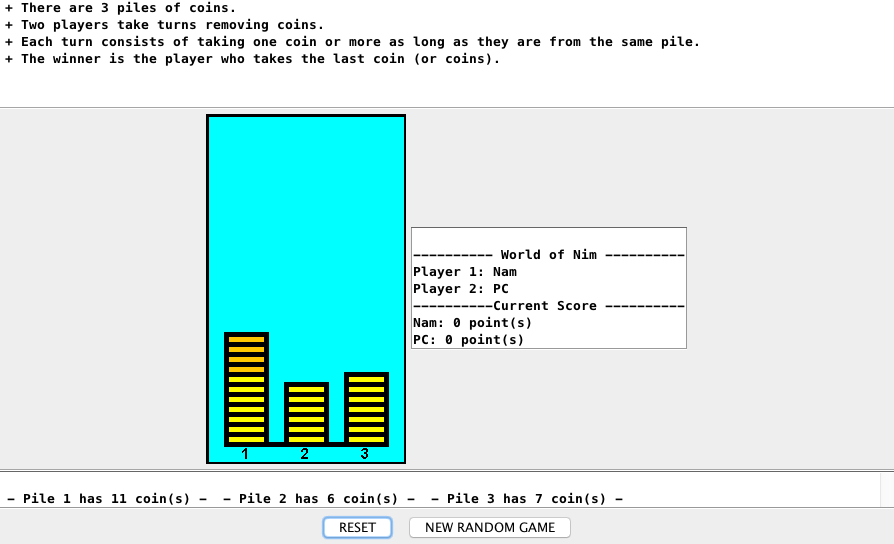 + There are 3 piles of coins.
+ Two players take turns removing coins.
+ Each turn consists of taking one coin or more as long as they are from the same pile.
+ The winner is the player who takes the last coin (or coins).
---------- World of Nim ----------
Player 1: Nam
Player 2: PC
----------Current Score ----------
Nam: 0 point(s)
PC: 0 point(s)
1 2 3
- Pile 1 has 11 coin(s) - - Pile 2 has 6 coin(s) - - Pile 3 has 7 coin(s) -
RESET NEW RANDOM GAME